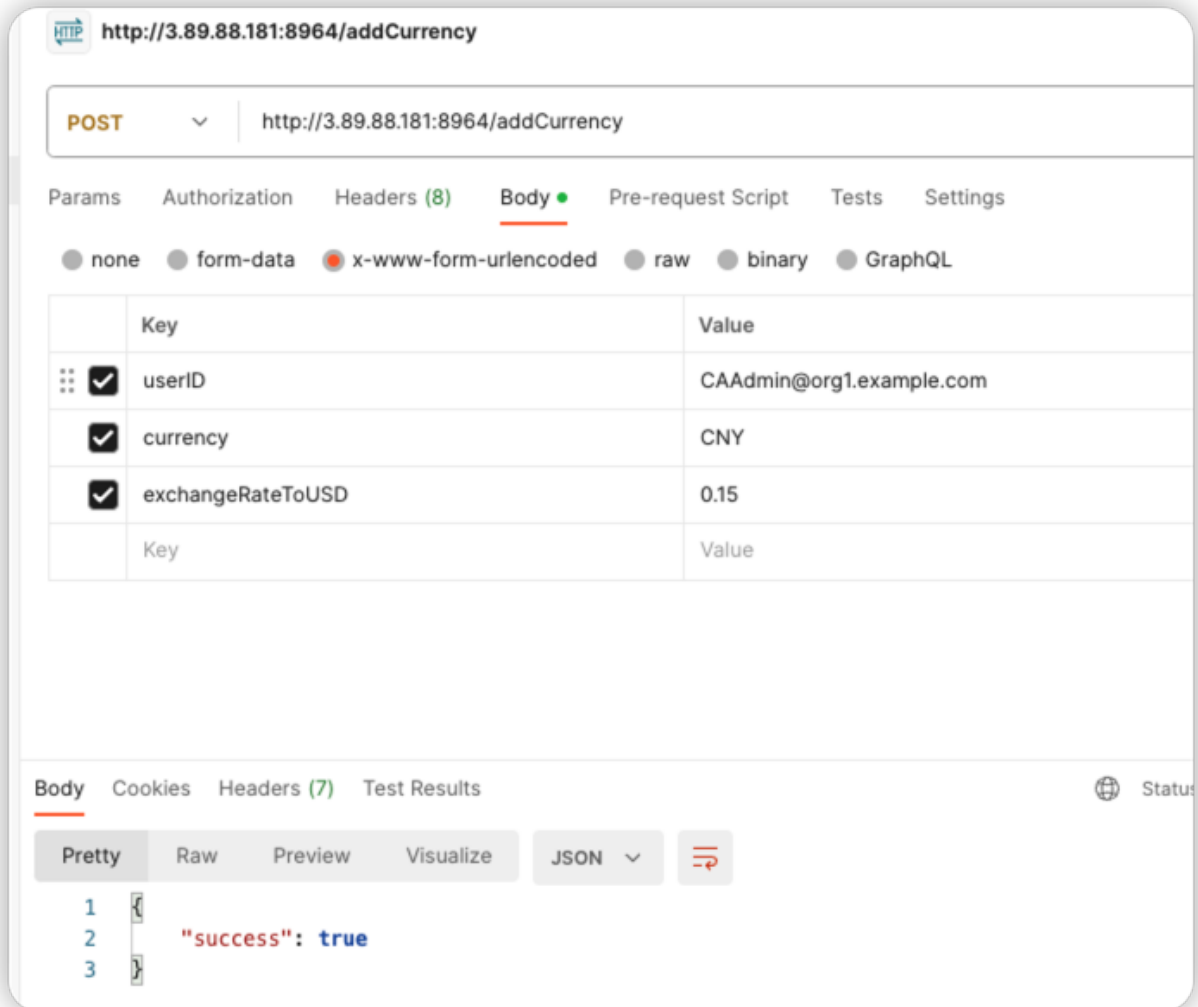 HTTP http://3.89.88.181:8964/addCurrency
POST http://3.89.88.181:8964/addCurrency
Params Authorization Headers (8) Body Pre-request Script Tests Settings
none form-data x-www-form-urlencoded raw binary GraphQL
Key Value
userID CAAdmin@org1.example.com
currency CNY
exchangeRateToUSD 0.15
Key Value
Body Cookies Headers (7) Test Results Status
Pretty Raw Preview Visualize JSON
1 {
2 "success": true
3 }